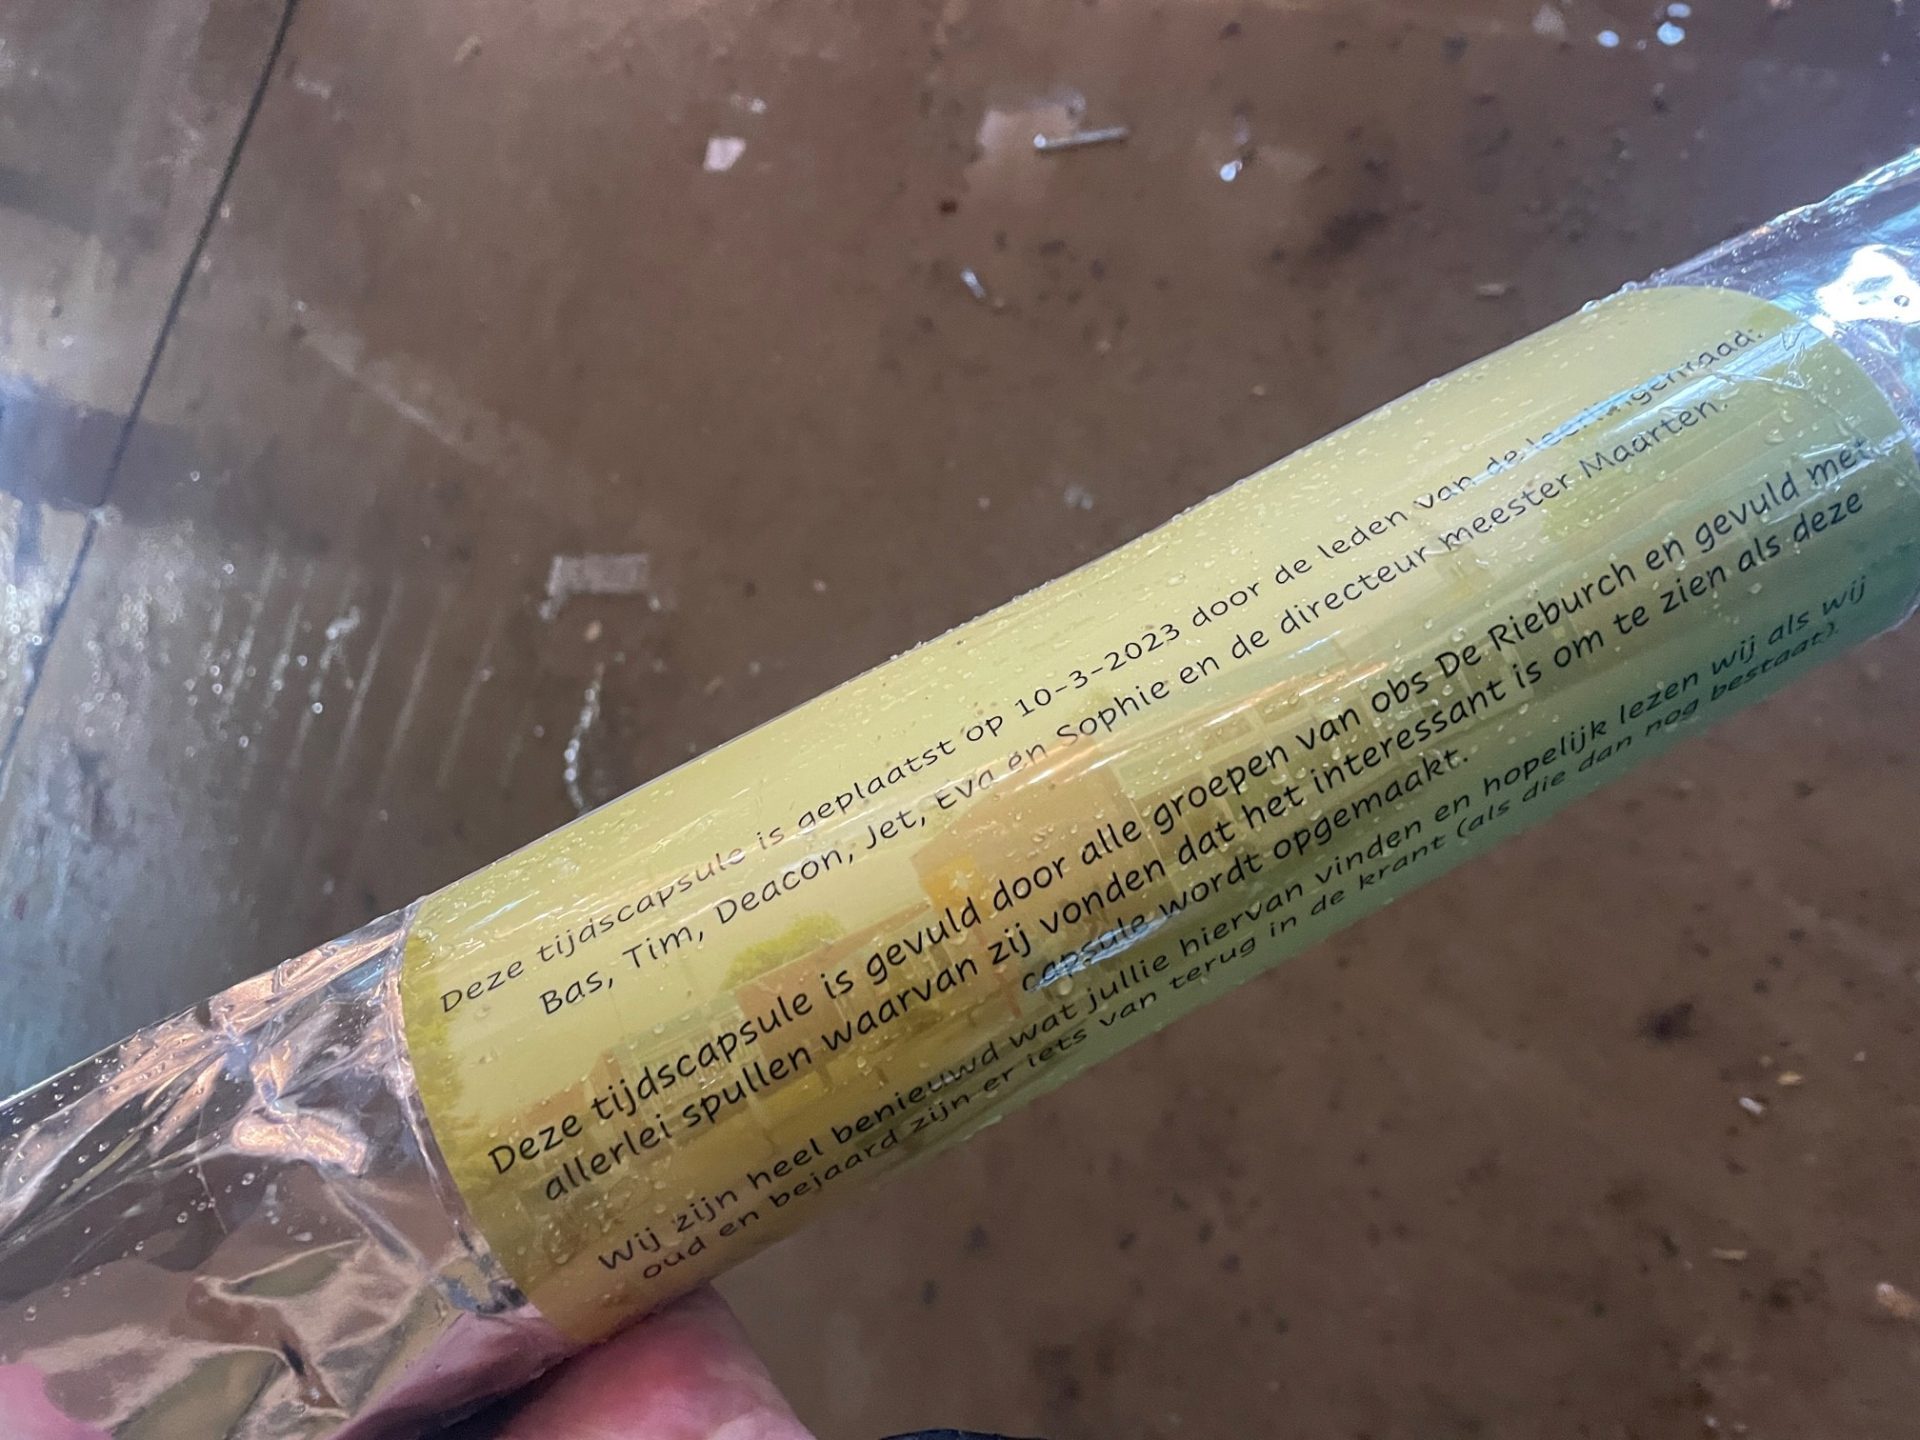 Deze tijdscapsule is geplaatst op 10-3-2023 door de leden van de leerlingenraad:
Bas, Tim, Deacon, Jet, Eva en Sophie en de directeur meester Maarten.
Deze tijdscapsule is gevuld door alle groepen van obs De Rieburch en gevuld met
allerlei spullen waarvan zij vonden dat het interessant is om te zien als deze
capsule wordt opgemaakt.
Wij zijn heel benieuwd wat jullie hiervan vinden en hopelijk lezen wij als wij
oud en bejaard zijn er iets van terug in de krant (als die dan nog bestaat).